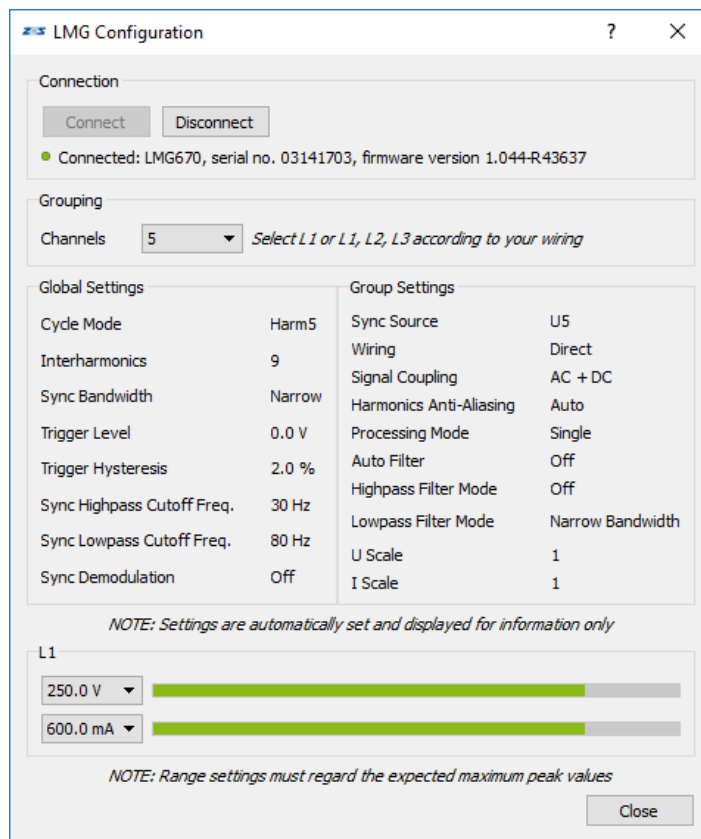 ZES LMG Configuration ?
Connection
Connect Disconnect
Connected: LMG670, serial no. 03141703, firmware version 1.044-R43637
Grouping
Channels 5 Select L1 or L1, L2, L3 according to your wiring
Global Settings
Cycle Mode Harm5
Interharmonics 9
Sync Bandwidth Narrow
Trigger Level 0.0 V
Trigger Hysteresis 2.0 %
Sync Highpass Cutoff Freq. 30 Hz
Sync Lowpass Cutoff Freq. 80 Hz
Sync Demodulation Off
Group Settings
Sync Source U5
Wiring Direct
Signal Coupling AC + DC
Harmonics Anti-Aliasing Auto
Processing Mode Single
Auto Filter Off
Highpass Filter Mode Off
Lowpass Filter Mode Narrow Bandwidth
U Scale 1
I Scale 1
NOTE: Settings are automatically set and displayed for information only
L1
250.0 V
600.0 mA
NOTE: Range settings must regard the expected maximum peak values
Close